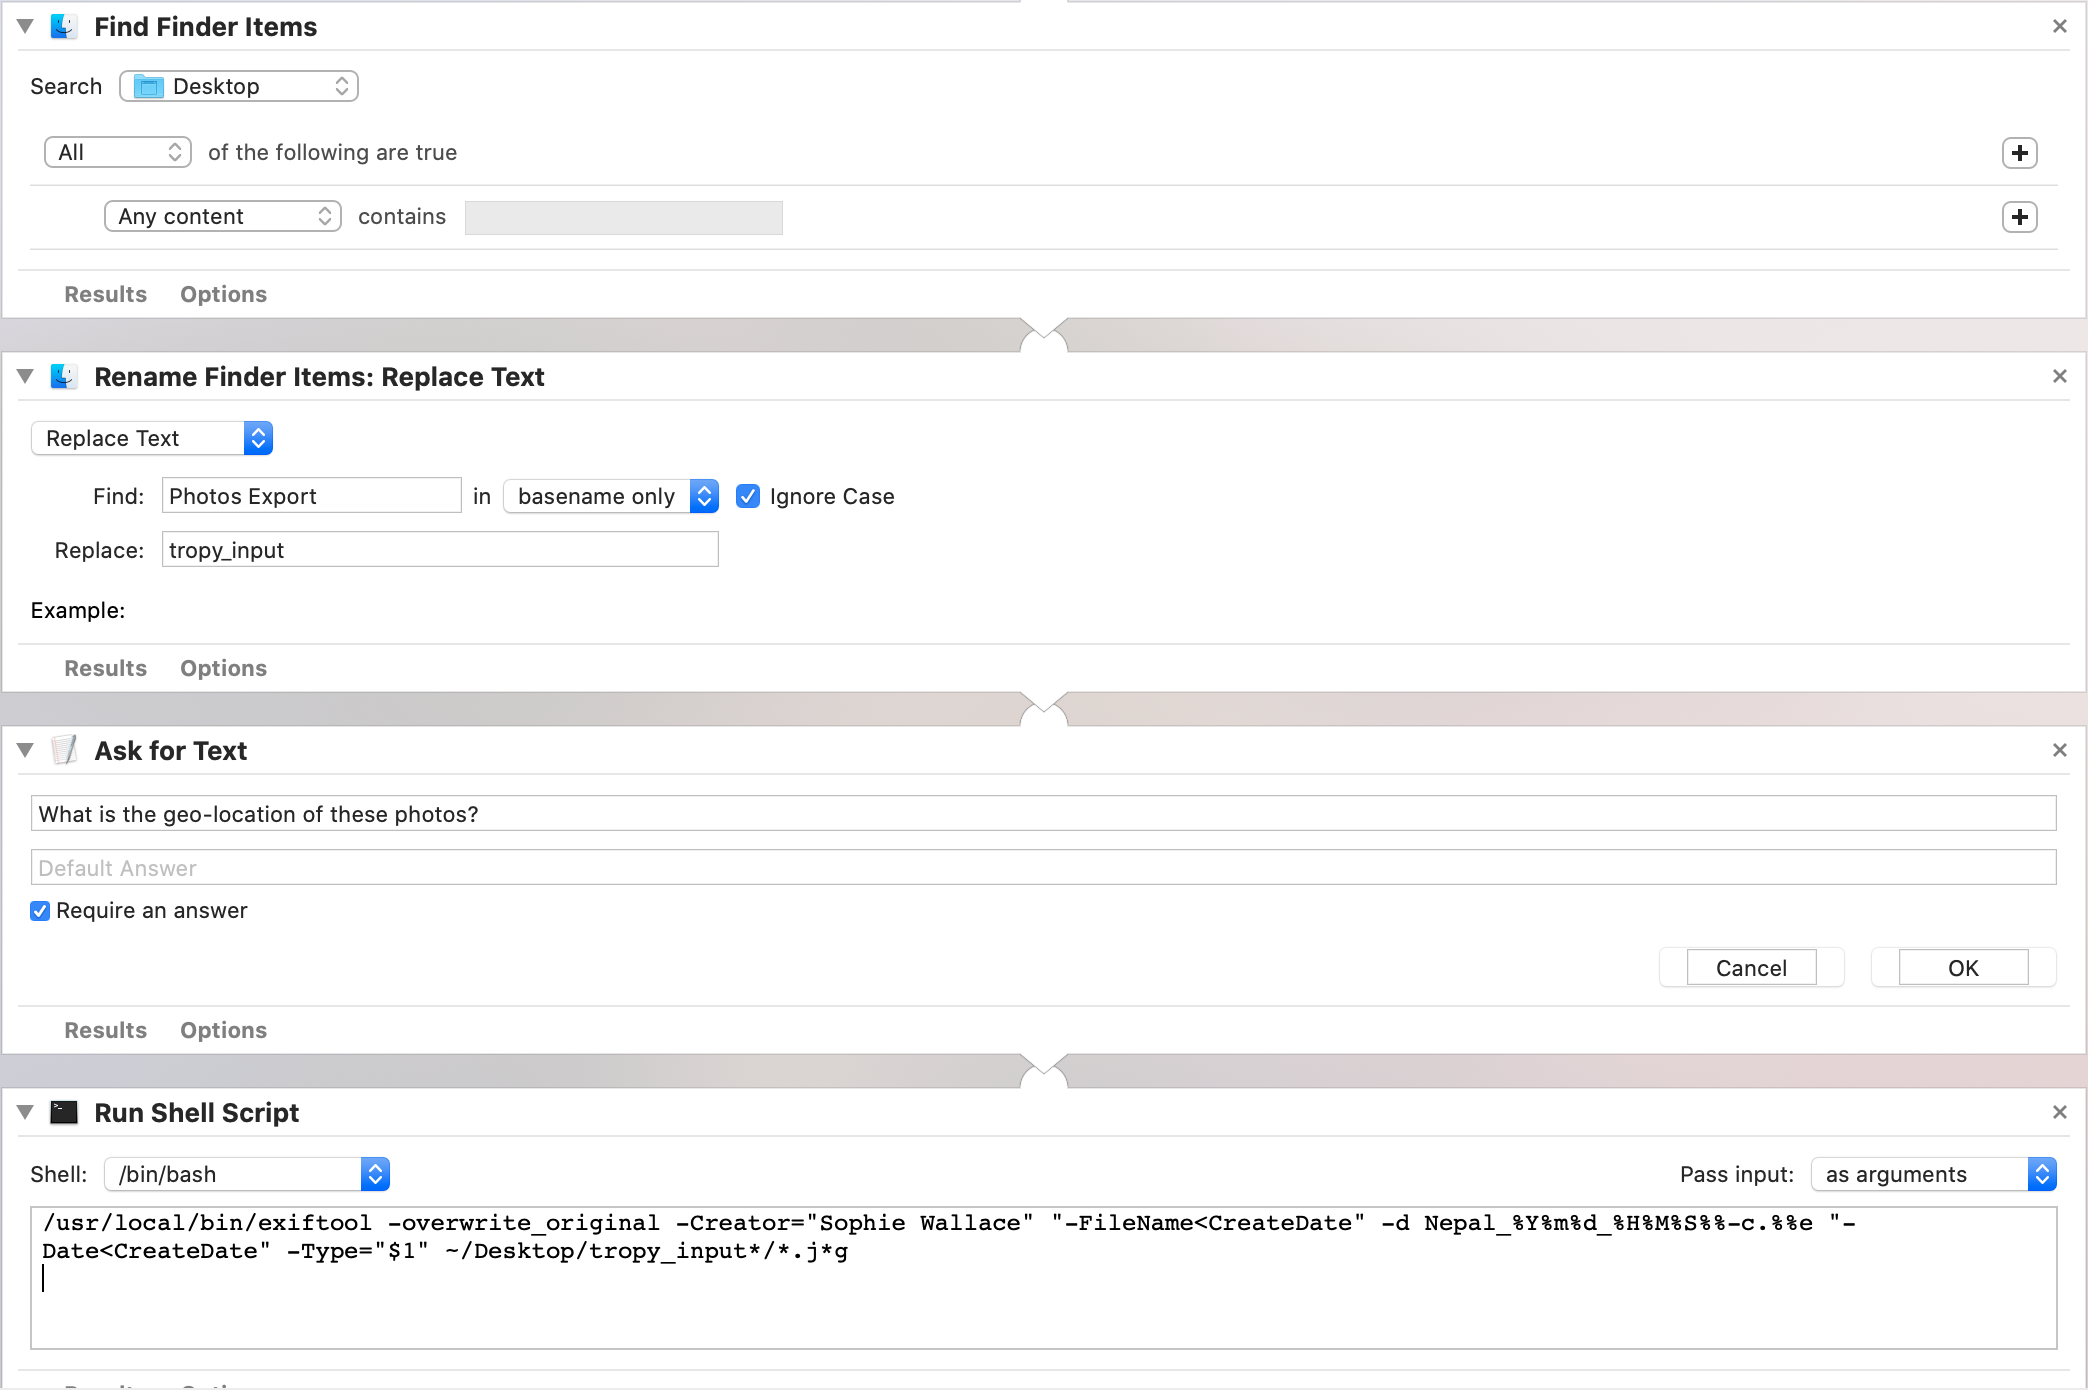 Find Finder Items
Search Desktop
All of the following are true
Any content contains
Results Options
Rename Finder Items: Replace Text
Replace Text
Find: Photos Export in basename only Ignore Case
Replace: tropy_input
Example:
Results Options
Ask for Text
What is the geo-location of these photos?
Default Answer
Require an answer
Cancel OK
Results Options
Run Shell Script
Shell: /bin/bash Pass input: as arguments
/usr/local/bin/exiftool -overwrite_original -Creator="Sophie Wallace" "-FileName<CreateDate" -d Nepal_%Y%m%d_%H%M%S%%-c.%%e "-
Date<CreateDate" -Type="$1" ~/Desktop/tropy_input*/*.j*g